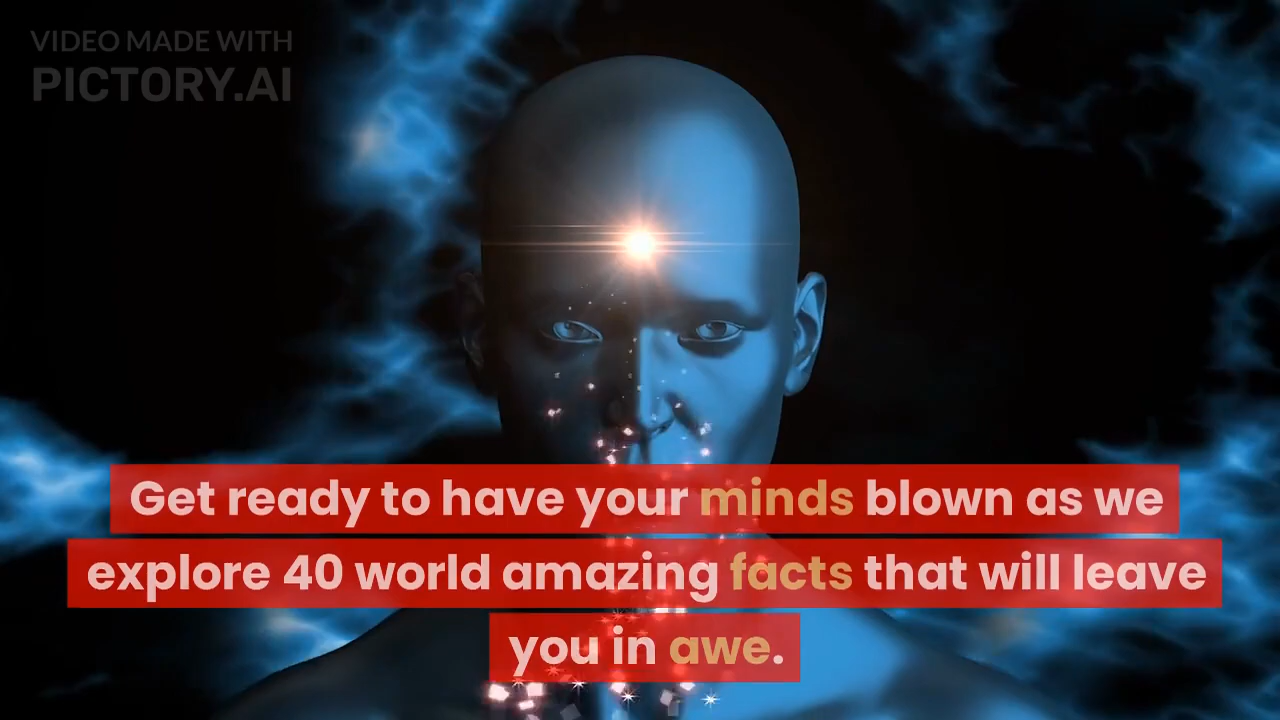 VIDEO MADE WITH
PICTORY.AI
Get ready to have your minds blown as we
explore 40 world amazing facts that will leave
you in awe.